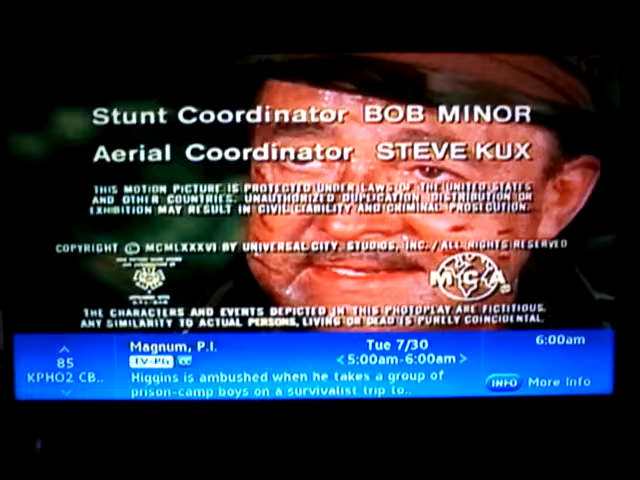 Stunt Coordinator BOB MINOR
Aerial Coordinator STEVE KUX
THIS MOTION PICTURE IS PROTECTED UNDER LAWS OF THE UNITED STATES
AND OTHER COUNTRIES. UNAUTHORIZED DUPLICATION, DISTRIBUTION OR
EXHIBITION MAY RESULT IN CIVIL LIABILITY AND CRIMINAL PROSECUTION.
COPYRIGHT © MCMLXXXVI BY UNIVERSAL CITY STUDIOS, INC. / ALL RIGHTS RESERVED
MCA
THE CHARACTERS AND EVENTS DEPICTED IN THIS PHOTOPLAY ARE FICTITIOUS.
ANY SIMILARITY TO ACTUAL PERSONS, LIVING OR DEAD IS PURELY COINCIDENTAL.
85
KPHO2 CB..
Magnum, P.I.
Tue 7/30
6:00am
TV-PG CC
<5:00am-6:00am>
Higgins is ambushed when he takes a group of
prison-camp boys on a survivalist trip to..
INFO More Info